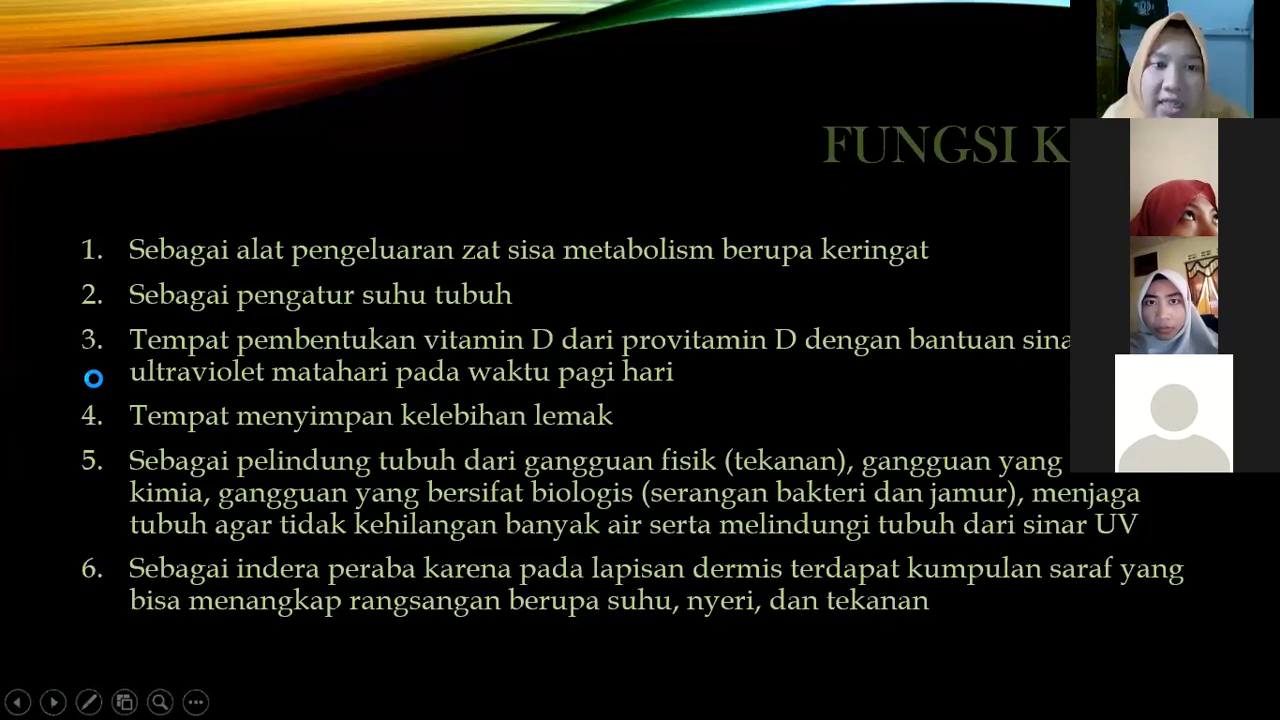 FUNGSI K
1. Sebagai alat pengeluaran zat sisa metabolism berupa keringat
2. Sebagai pengatur suhu tubuh
3. Tempat pembentukan vitamin D dari provitamin D dengan bantuan sina
ultraviolet matahari pada waktu pagi hari
4. Tempat menyimpan kelebihan lemak
5. Sebagai pelindung tubuh dari gangguan fisik (tekanan), gangguan yang
kimia, gangguan yang bersifat biologis (serangan bakteri dan jamur), menjaga
tubuh agar tidak kehilangan banyak air serta melindungi tubuh dari sinar UV
6. Sebagai indera peraba karena pada lapisan dermis terdapat kumpulan saraf yang
bisa menangkap rangsangan berupa suhu, nyeri, dan tekanan